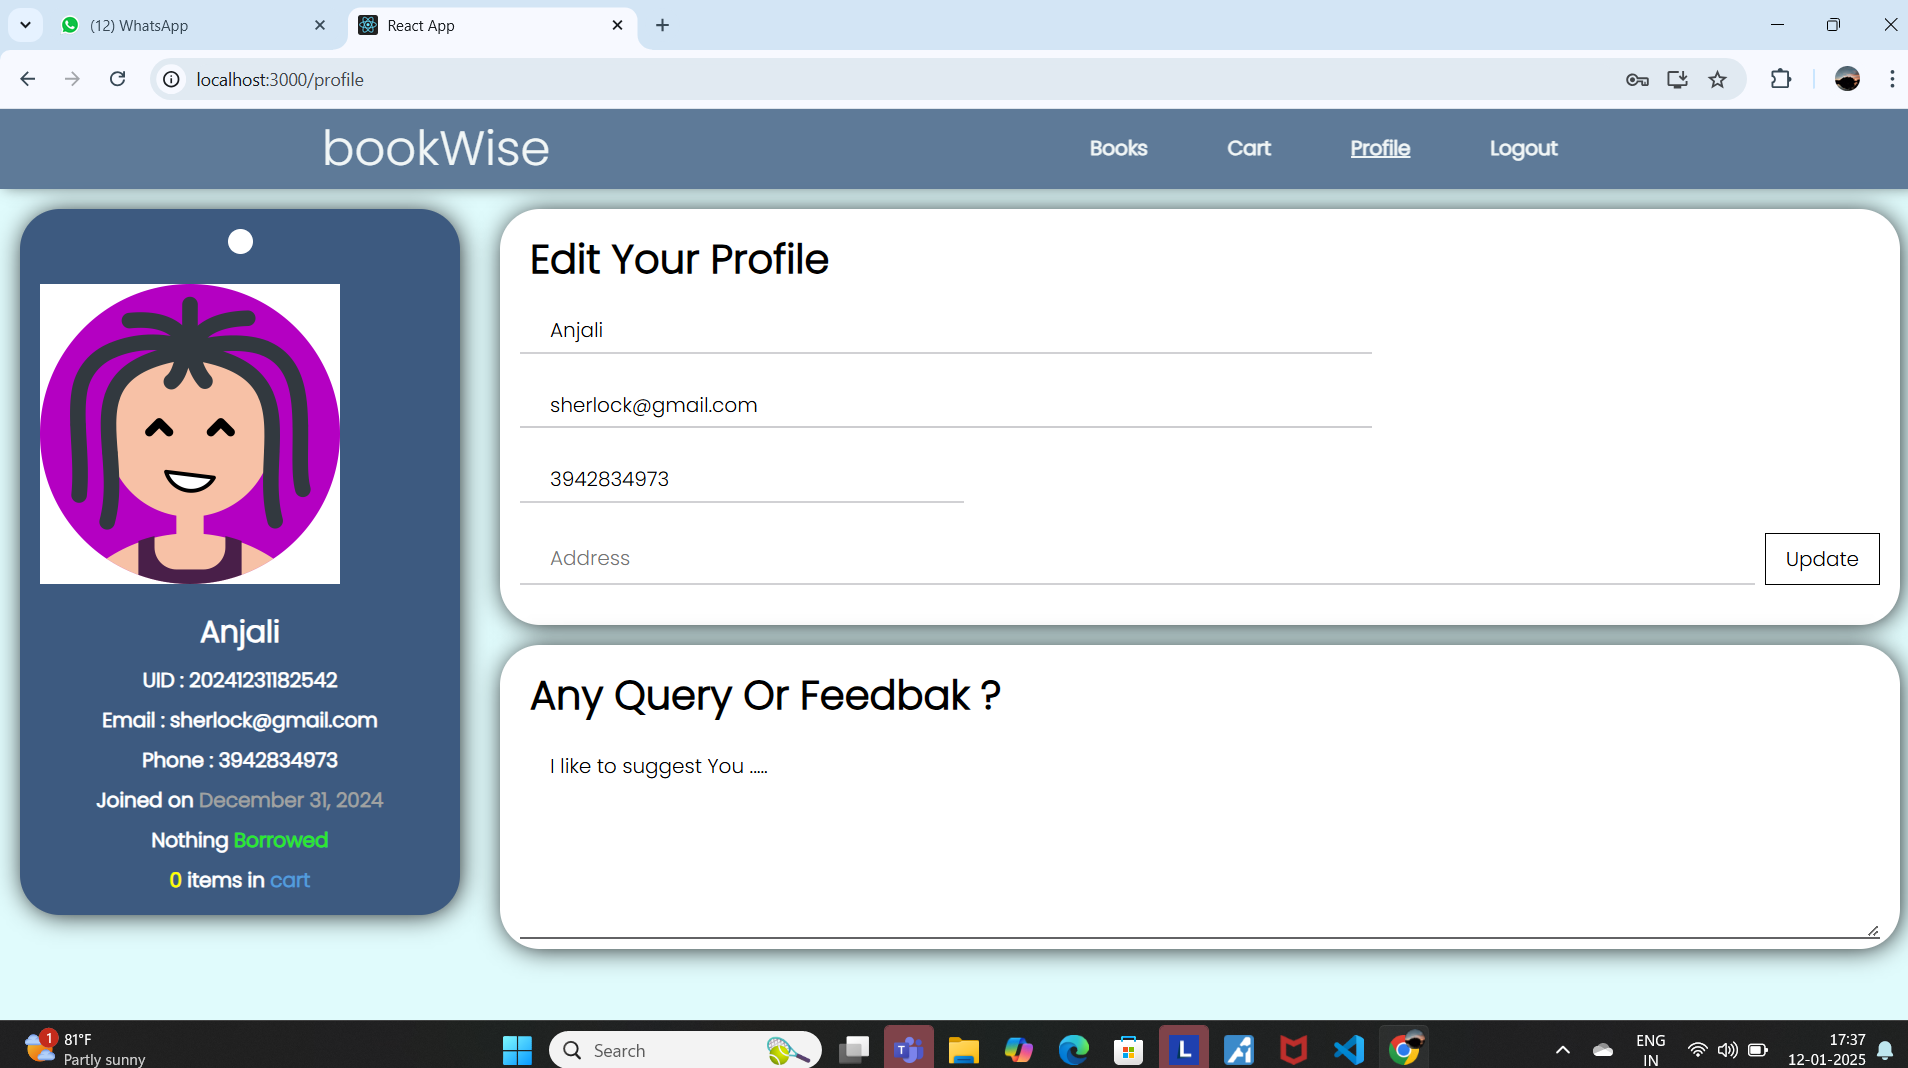 (12) WhatsApp
React App
localhost:3000/profile
bookWise
Books Cart Profile Logout
Anjali
UID : 20241231182542
Email : sherlock@gmail.com
Phone : 3942834973
Joined on December 31, 2024
Nothing Borrowed
0 items in cart
Edit Your Profile
Anjali
sherlock@gmail.com
3942834973
Address
Update
Any Query Or Feedbak ?
I like to suggest You .....
1
81°F
Partly sunny
Search
T
L
ENG
IN
17:37
12-01-2025